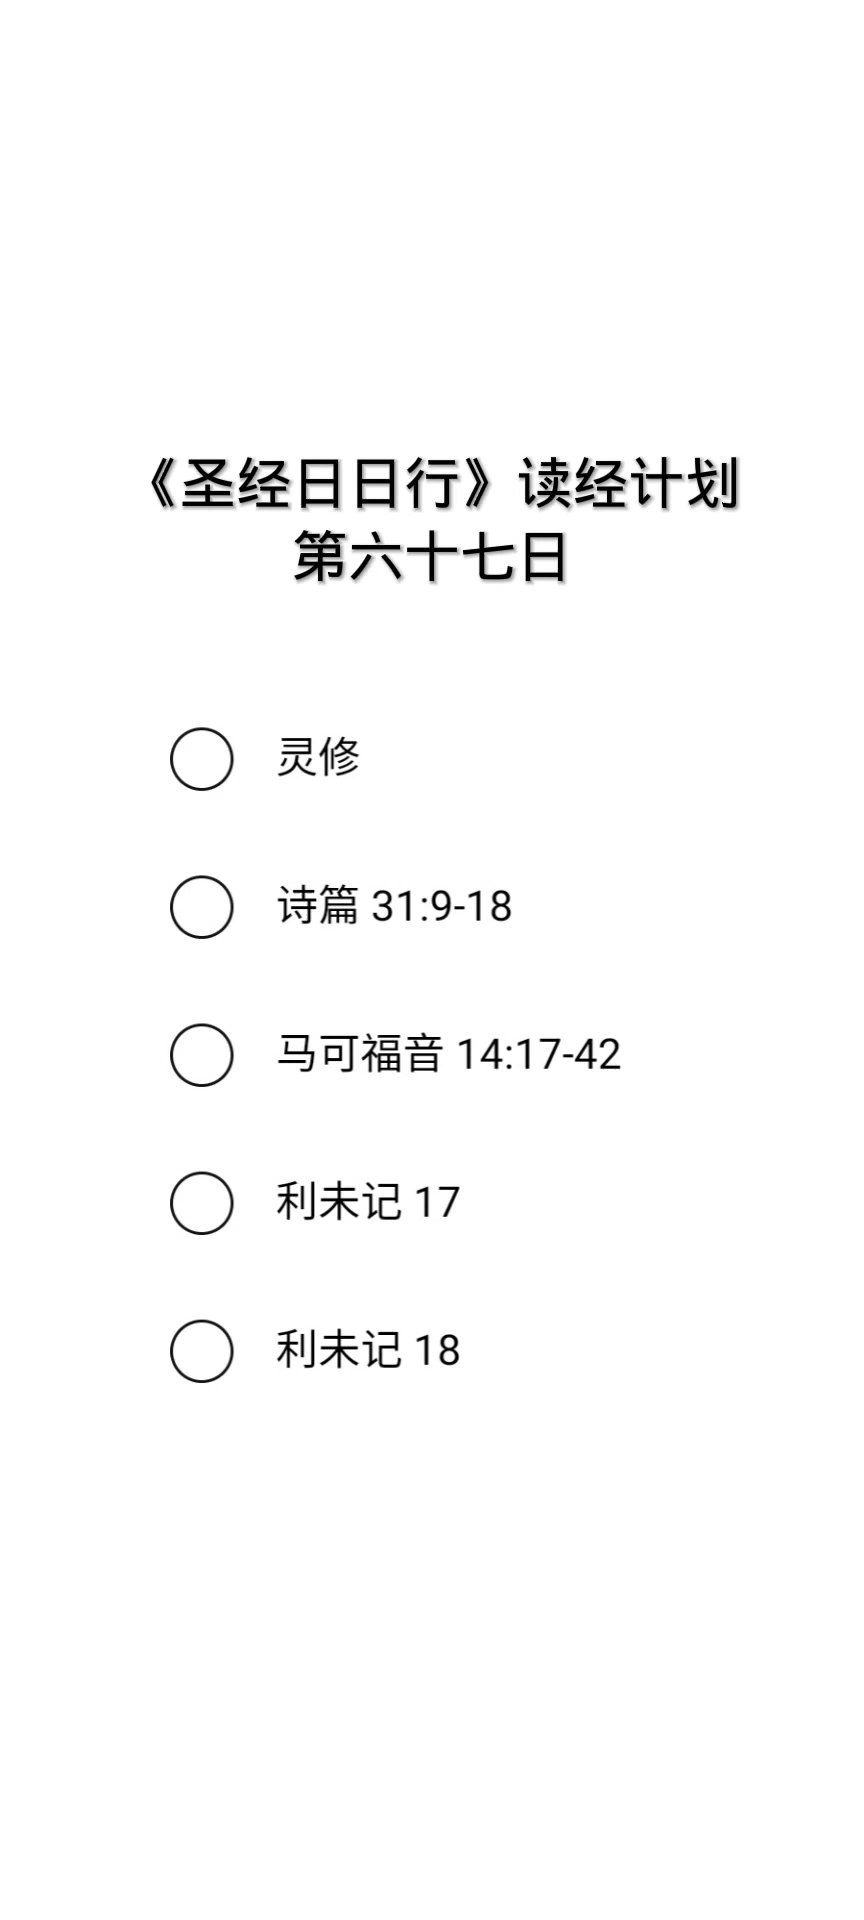 《圣经日日行》读经计划
第六十七日
灵修
诗篇 31:9-18
马可福音 14:17-42
利未记 17
利未记 18